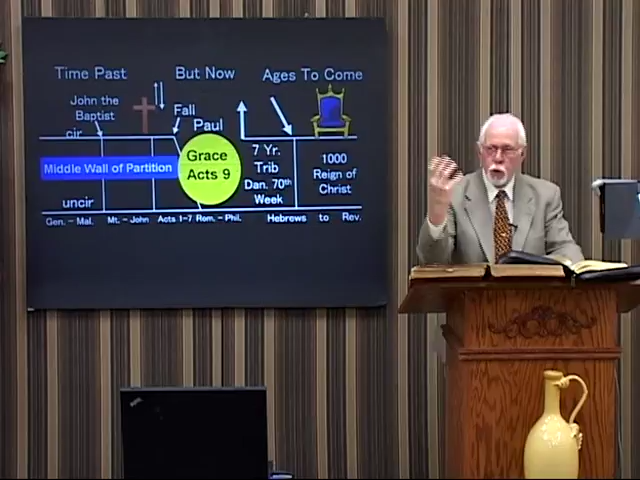 Time Past But Now Ages To Come
John the
Baptist
Fall
Paul
cir
Grace
Acts 9
Middle Wall of Partition
7 Yr.
Trib
Dan. 70th
Week
1000
Reign of
Christ
uncir
Gen.- Mal. Mt. - John Acts 1-7 Rom. - Phil. Hebrews to Rev.